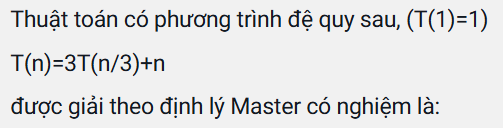 Thuật toán có phương trình đệ quy sau, (T(1)=1)
T(n)=3T(n/3)+n
được giải theo định lý Master có nghiệm là: